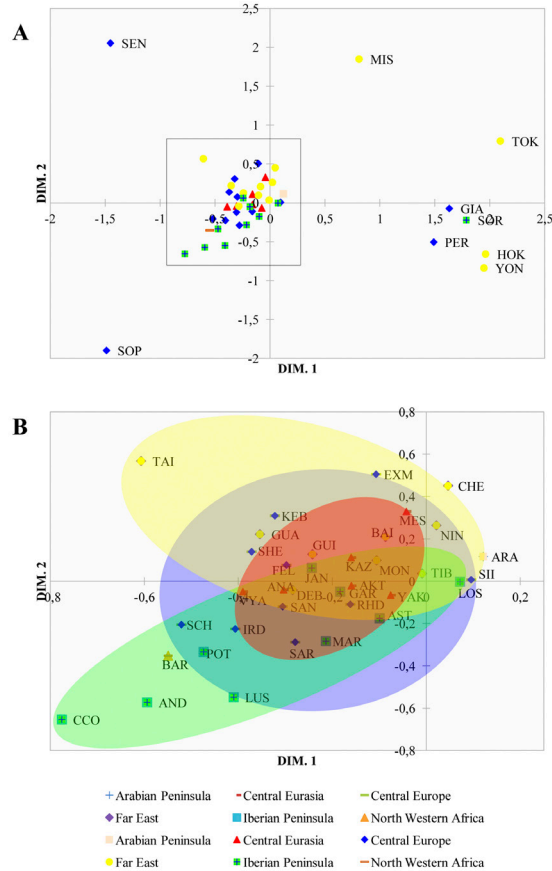 A
SEN
2,5
2
MIS
1,5
1
TOK
DIM. 2
0,5
0
GIA
SOR
-2
-1,5
-1
-0,5
0
0,5
1
1,5
2
2,5
-0,5
PER
HOK
-1
YON
-1,5
SOP
-2
DIM. 1
B
0,8
TAI
0,6
EXM
CHE
0,4
KEB
MES
GUA
BAI
NIN
0,2
SHE
GUI
KAZ
MON
ARA
FEL
JAN
TIB
SII
DIM. 2
0
-0,8
-0,6
-0,4
-0,2
0
0,2
ANA
AKT
LOS
VYA
DEB
GAR
YAK
SAN
RHD
AST
SCH
IRD
-0,2
BAR
POT
SAR
MAR
-0,4
AND
LUS
CCO
-0,6
-0,8
DIM. 1
Arabian Peninsula Central Eurasia Central Europe
Far East Iberian Peninsula North Western Africa
Arabian Peninsula Central Eurasia Central Europe
Far East Iberian Peninsula North Western Africa